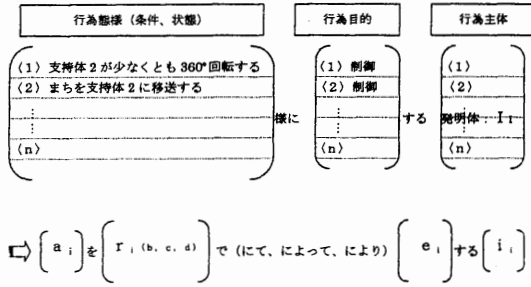 行為態様（条件、状態） 行為目的 行為主体
(1) 支持体2が少なくとも360°回転する (1) 制御 (1)
(2) まちを支持体2に移送する (2) 制御 (2)
様に する 発明体：I1
(n) (n) (n)
⇨ ( a i ) を ( r i (b, c, d) ) で（にて、によって、により） ( e i ) する ( i i )